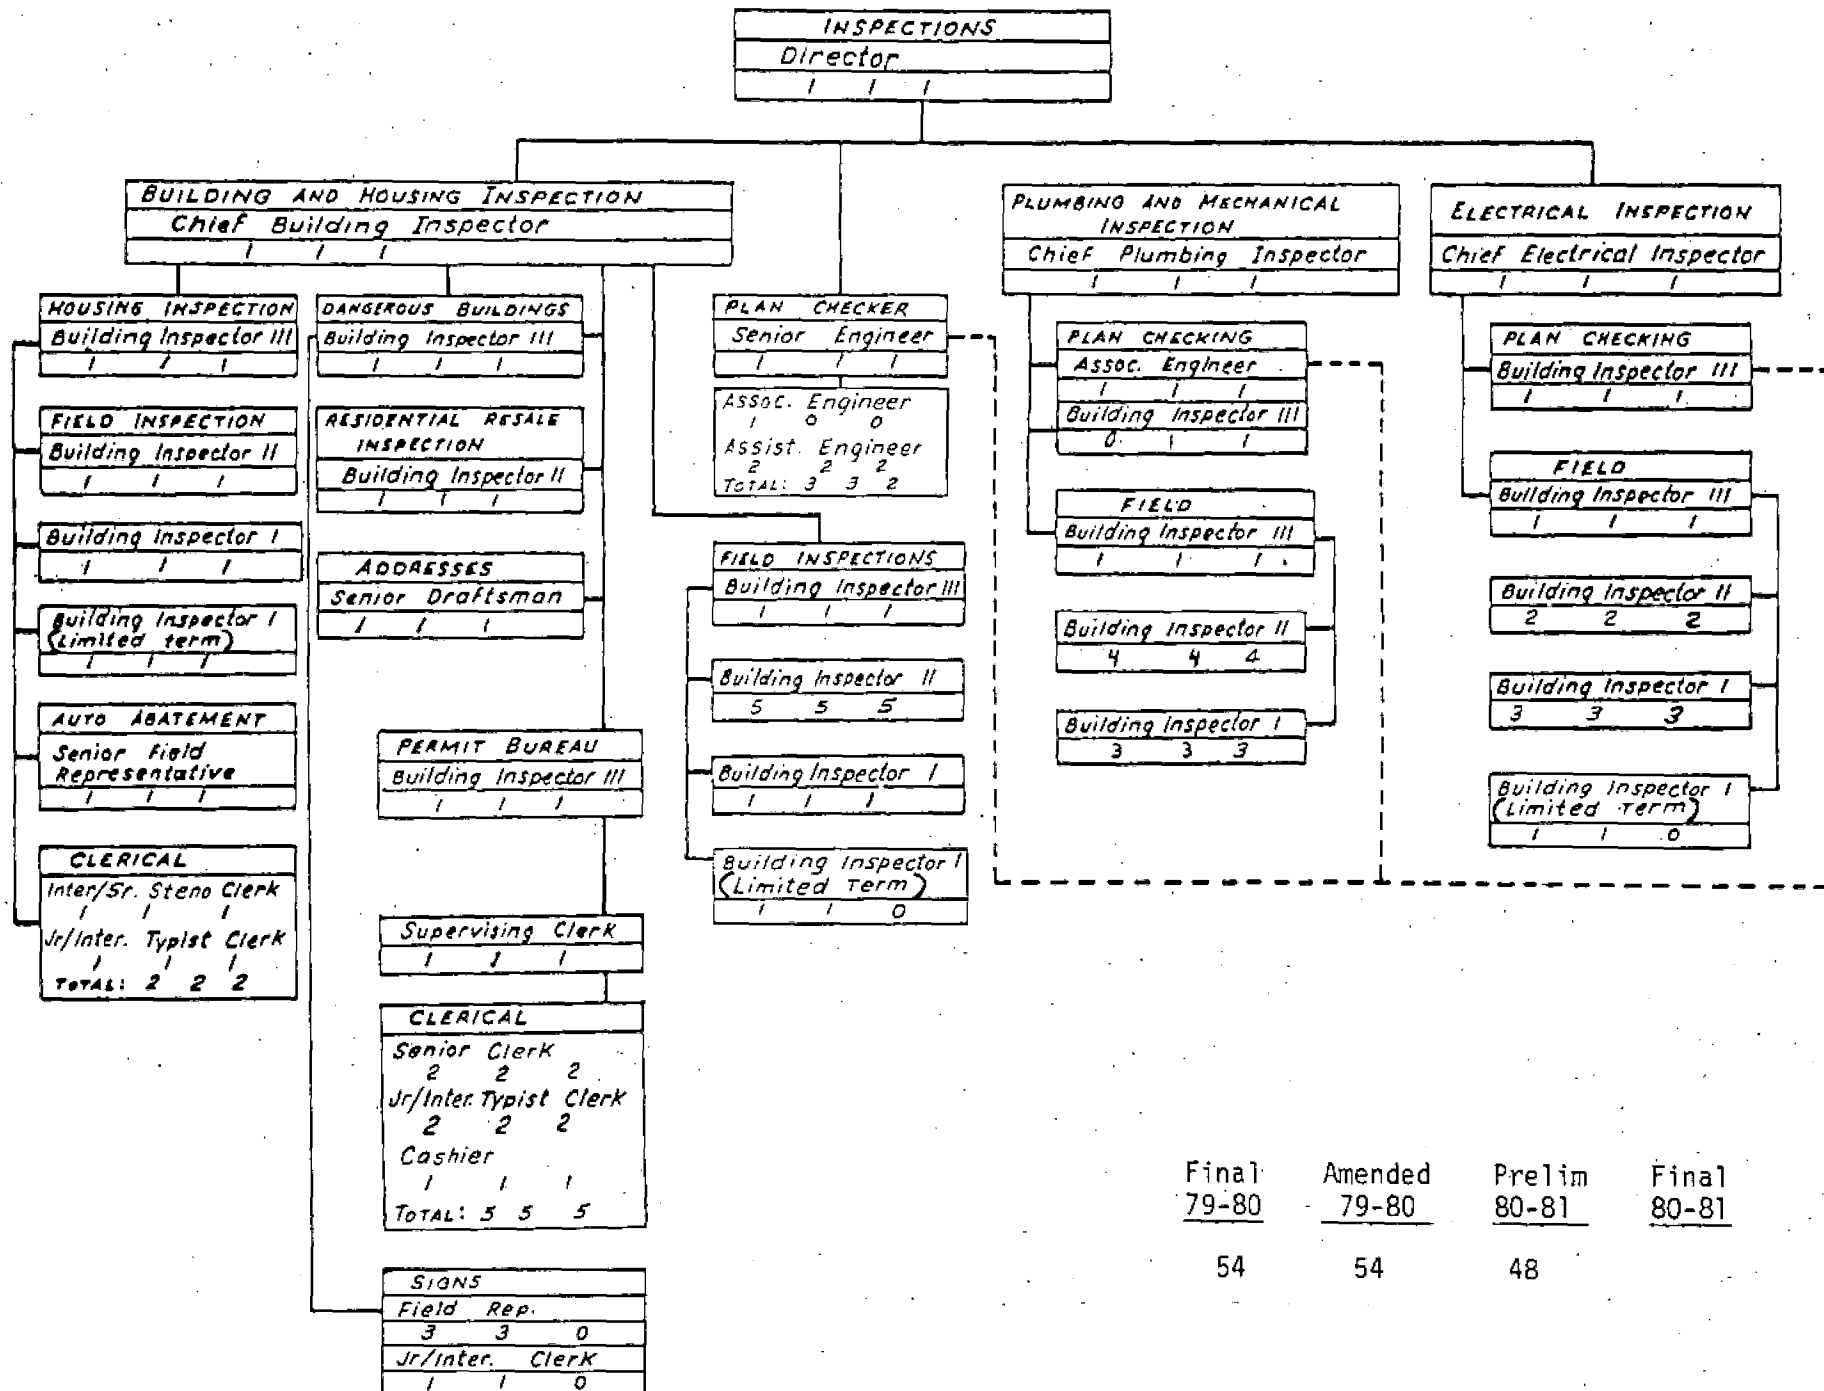 INSPECTIONS
Director
1 1 1
BUILDING AND HOUSING INSPECTION
Chief Building Inspector
1 1 1
HOUSING INSPECTION
Building Inspector III
1 1 1
FIELD INSPECTION
Building Inspector II
1 1 1
Building Inspector I
1 1 1
Building Inspector I
(Limited term)
1 1 1
AUTO ABATEMENT
Senior Field
Representative
1 1 1
CLERICAL
Inter/Sr. Steno Clerk
1 1 1
Jr/Inter. Typist Clerk
1 1 1
TOTAL: 2 2 2
DANGEROUS BUILDINGS
Building Inspector III
1 1 1
RESIDENTIAL RESALE
INSPECTION
Building Inspector II
1 1 1
ADDRESSES
Senior Draftsman
1 1 1
PERMIT BUREAU
Building Inspector III
1 1 1
Supervising Clerk
1 1 1
CLERICAL
Senior Clerk
2 2 2
Jr/Inter. Typist Clerk
2 2 2
Cashier
1 1 1
TOTAL: 5 5 5
SIGNS
Field Rep.
3 3 0
Jr/Inter. Clerk
1 1 0
PLAN CHECKER
Senior Engineer
1 1 1
Assoc. Engineer
1 0 0
Assist. Engineer
2 2 2
TOTAL: 3 3 2
FIELD INSPECTIONS
Building Inspector III
1 1 1
Building Inspector II
5 5 5
Building Inspector I
1 1 1
Building Inspector I
(Limited Term)
1 1 0
PLUMBING AND MECHANICAL
INSPECTION
Chief Plumbing Inspector
1 1 1
PLAN CHECKING
Assoc. Engineer
1 1 1
Building Inspector III
0 1 1
FIELD
Building Inspector III
1 1 1
Building Inspector II
4 4 4
Building Inspector I
3 3 3
ELECTRICAL INSPECTION
Chief Electrical Inspector
1 1 1
PLAN CHECKING
Building Inspector III
1 1 1
FIELD
Building Inspector III
1 1 1
Building Inspector II
2 2 2
Building Inspector I
3 3 3
Building Inspector I
(Limited Term)
1 1 0
Final Amended Prelim Final
79-80 79-80 80-81 80-81
54 54 48